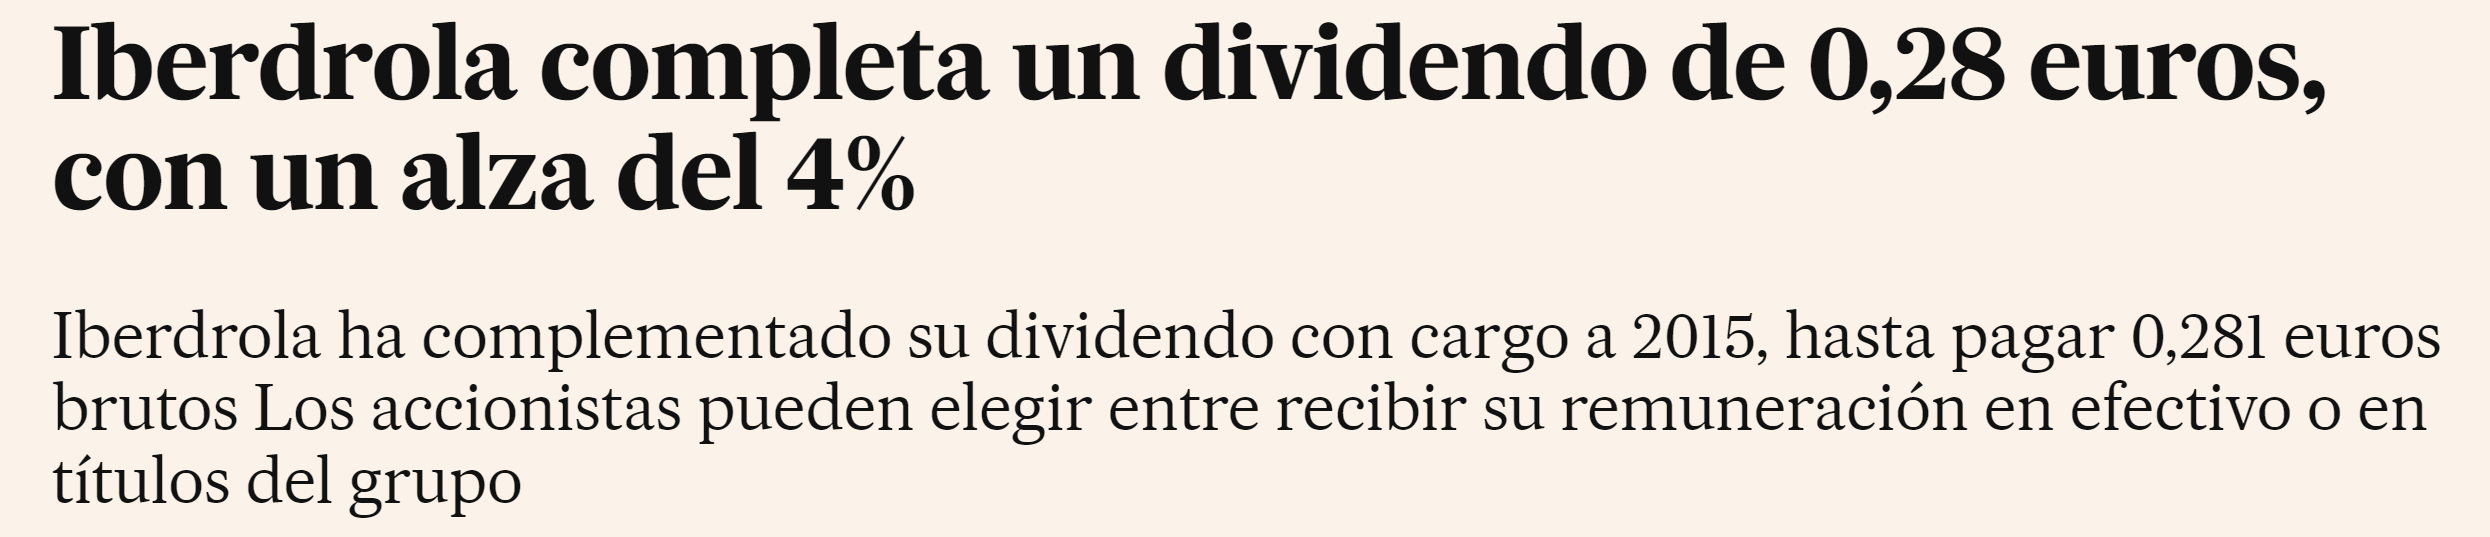 Iberdrola completa un dividendo de 0,28 euros,
con un alza del 4%
Iberdrola ha complementado su dividendo con cargo a 2015, hasta pagar 0,281 euros
brutos Los accionistas pueden elegir entre recibir su remuneración en efectivo o en
títulos del grupo